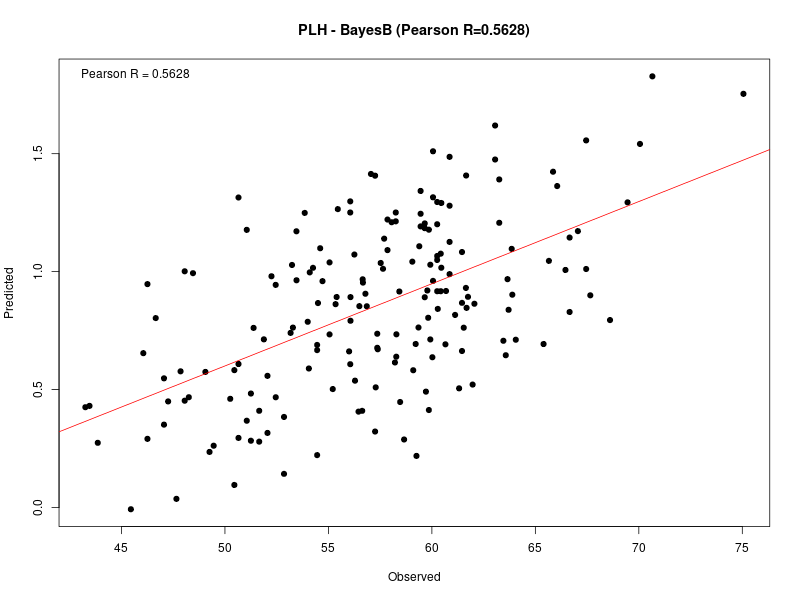 PLH - BayesB (Pearson R=0.5628)
Pearson R = 0.5628
Predicted
0.0
0.5
1.0
1.5
45 50 55 60 65 70 75
Observed